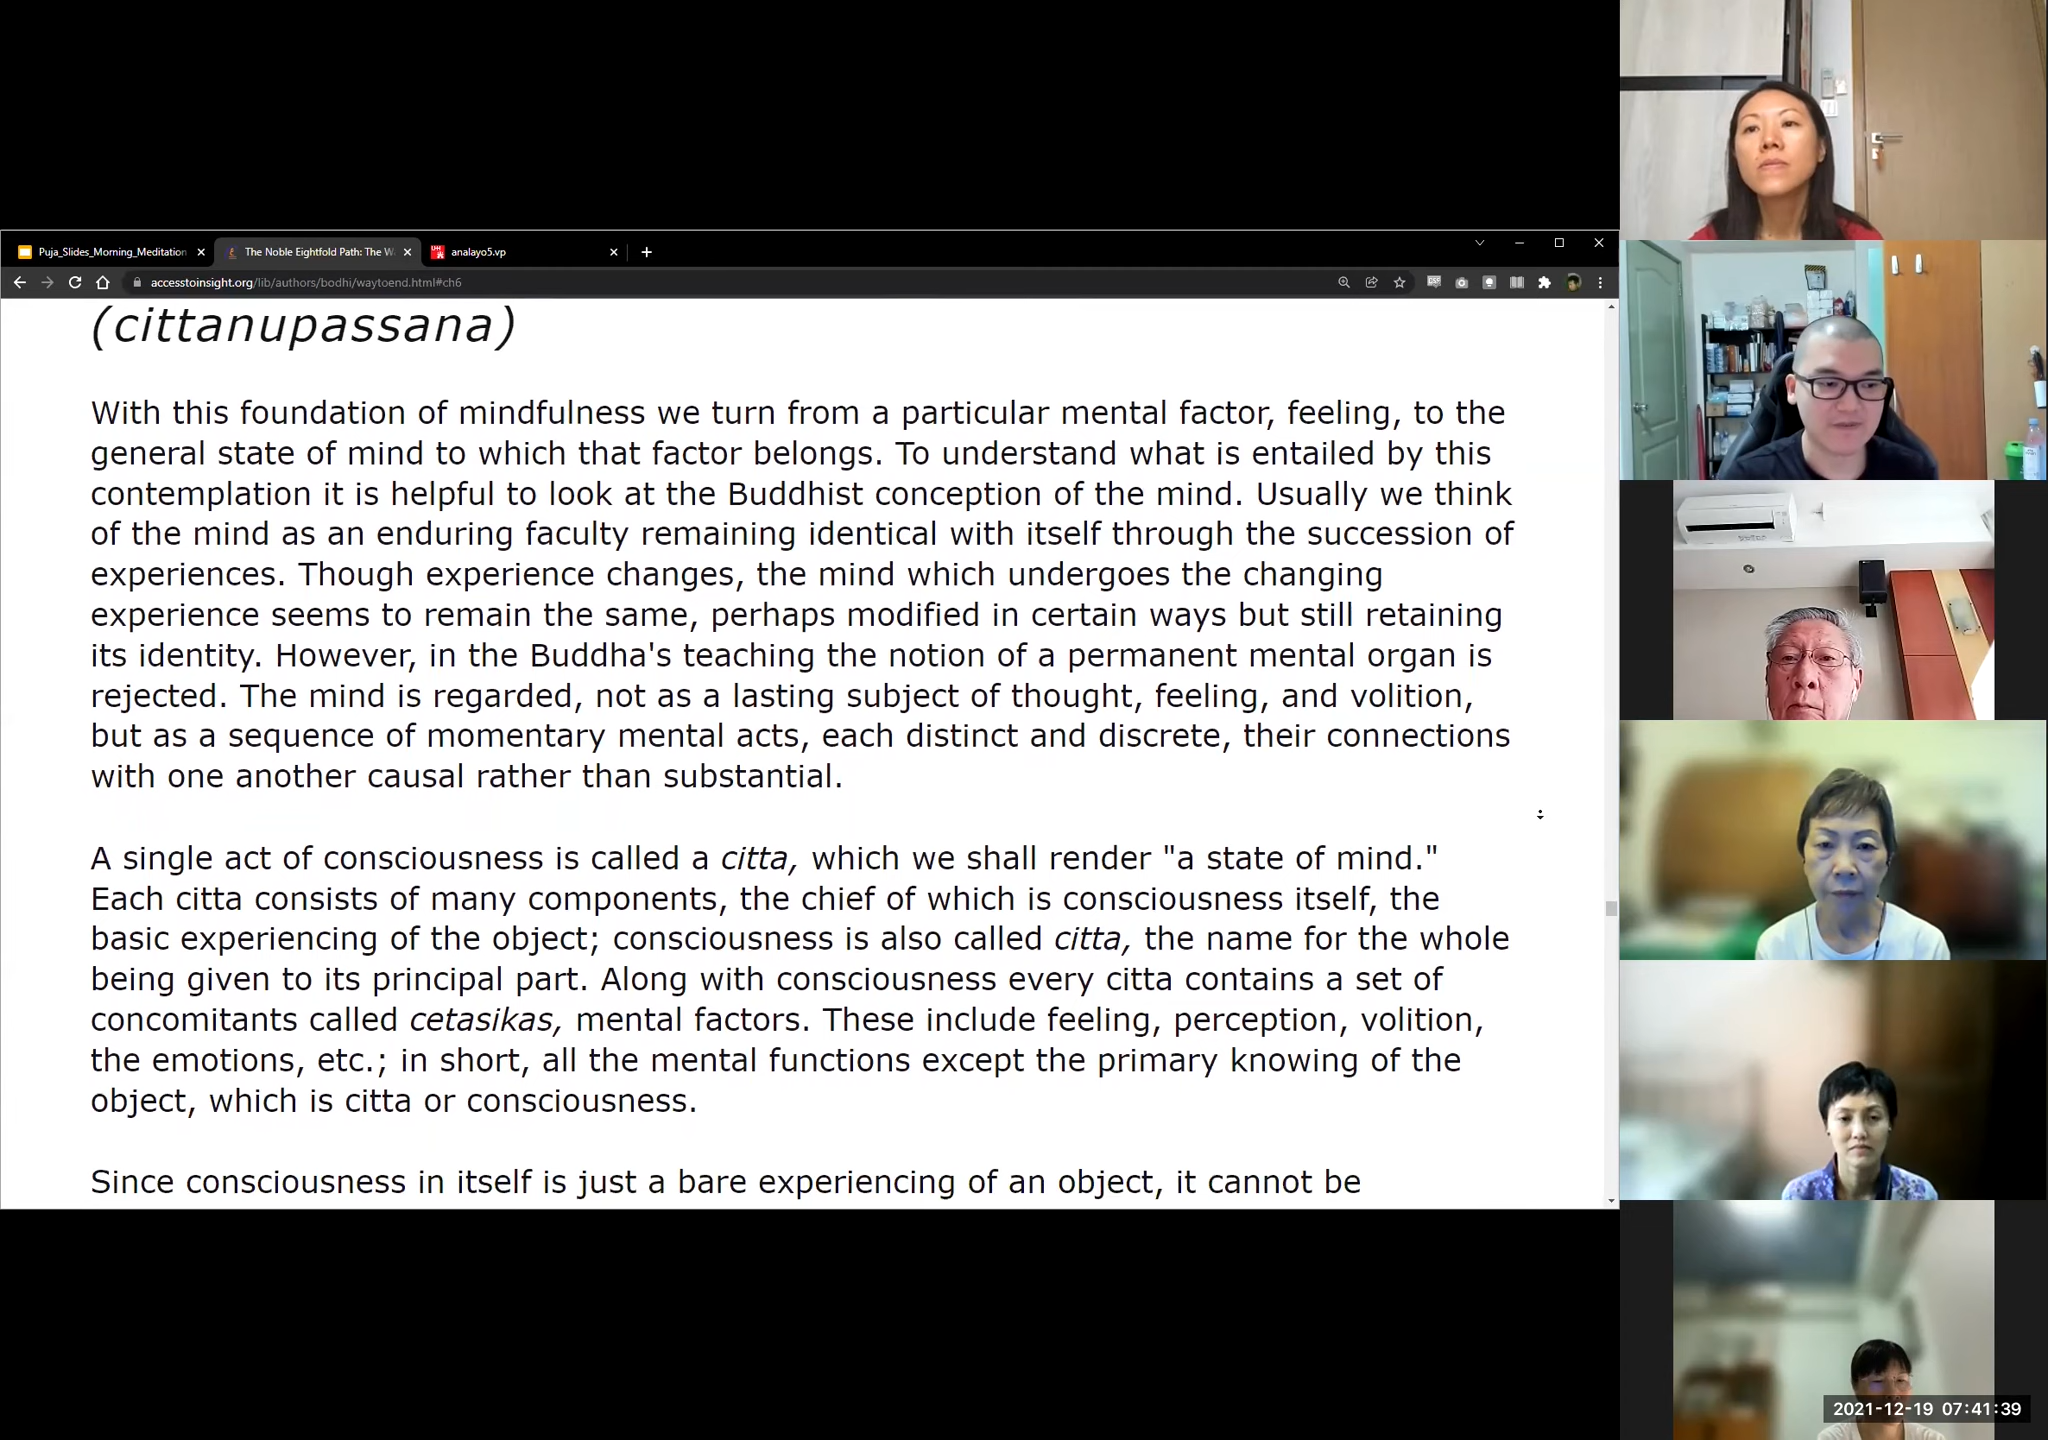 Puja_Slides_Morning_Meditation
The Noble Eightfold Path: The W
analayo5.vp
accesstoinsight.org/lib/authors/bodhi/waytoend.html#ch6
(cittanupassana)
With this foundation of mindfulness we turn from a particular mental factor, feeling, to the
general state of mind to which that factor belongs. To understand what is entailed by this
contemplation it is helpful to look at the Buddhist conception of the mind. Usually we think
of the mind as an enduring faculty remaining identical with itself through the succession of
experiences. Though experience changes, the mind which undergoes the changing
experience seems to remain the same, perhaps modified in certain ways but still retaining
its identity. However, in the Buddha's teaching the notion of a permanent mental organ is
rejected. The mind is regarded, not as a lasting subject of thought, feeling, and volition,
but as a sequence of momentary mental acts, each distinct and discrete, their connections
with one another causal rather than substantial.
A single act of consciousness is called a citta, which we shall render "a state of mind."
Each citta consists of many components, the chief of which is consciousness itself, the
basic experiencing of the object; consciousness is also called citta, the name for the whole
being given to its principal part. Along with consciousness every citta contains a set of
concomitants called cetasikas, mental factors. These include feeling, perception, volition,
the emotions, etc.; in short, all the mental functions except the primary knowing of the
object, which is citta or consciousness.
Since consciousness in itself is just a bare experiencing of an object, it cannot be
2021-12-19 07:41:39